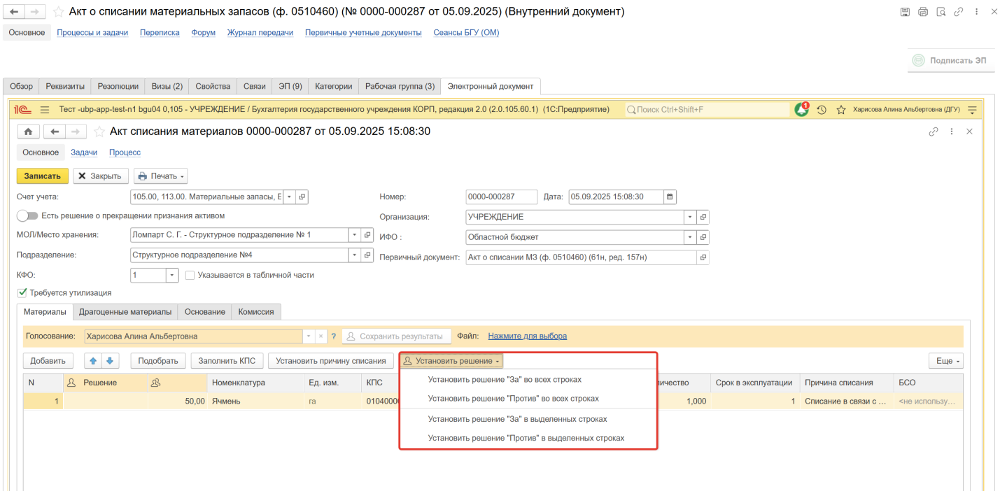 Акт о списании материальных запасов (ф. 0510460) (№ 0000-000287 от 05.09.2025) (Внутренний документ)
Основное Процессы и задачи Переписка Форум Журнал передачи Первичные учетные документы Сеансы БГУ (ОМ)
Подписать ЭП
Обзор Реквизиты Резолюции Визы (2) Свойства Связи ЭП (9) Категории Рабочая группа (3) Электронный документ
Тест -ubp-app-test-n1 bgu04 0,105 - УЧРЕЖДЕНИЕ / Бухгалтерия государственного учреждения КОРП, редакция 2.0 (2.0.105.60.1) (1С:Предприятие) Поиск Ctrl+Shift+F 1 Харисова Алина Альбертовна (ДГУ)
Акт списания материалов 0000-000287 от 05.09.2025 15:08:30
Основное Задачи Процесс
Записать Закрыть Печать
Счет учета: 105.00, 113.00. Материальные запасы, Е Номер: 0000-000287 Дата: 05.09.2025 15:08:30
Есть решение о прекращении признания активом Организация: УЧРЕЖДЕНИЕ
МОЛ/Место хранения: Ломпарт С. Г. - Структурное подразделение № 1 ИФО : Областной бюджет
Подразделение: Структурное подразделение №4 Первичный документ: Акт о списании МЗ (ф. 0510460) (61н, ред. 157н)
КФО: 1 Указывается в табличной части
Требуется утилизация
Материалы Драгоценные материалы Основание Комиссия
Голосование: Харисова Алина Альбертовна ? Сохранить результаты Файл: Нажмите для выбора
Добавить Подобрать Заполнить КПС Установить причину списания Установить решение Еще
N Решение Номенклатура Ед. изм. КПС ичество Срок в эксплуатации Причина списания БСО
1 50,00 Ячмень га 0104000 1,000 1 Списание в связи с ... <не использу...
Установить решение "За" во всех строках
Установить решение "Против" во всех строках
Установить решение "За" в выделенных строках
Установить решение "Против" в выделенных строках